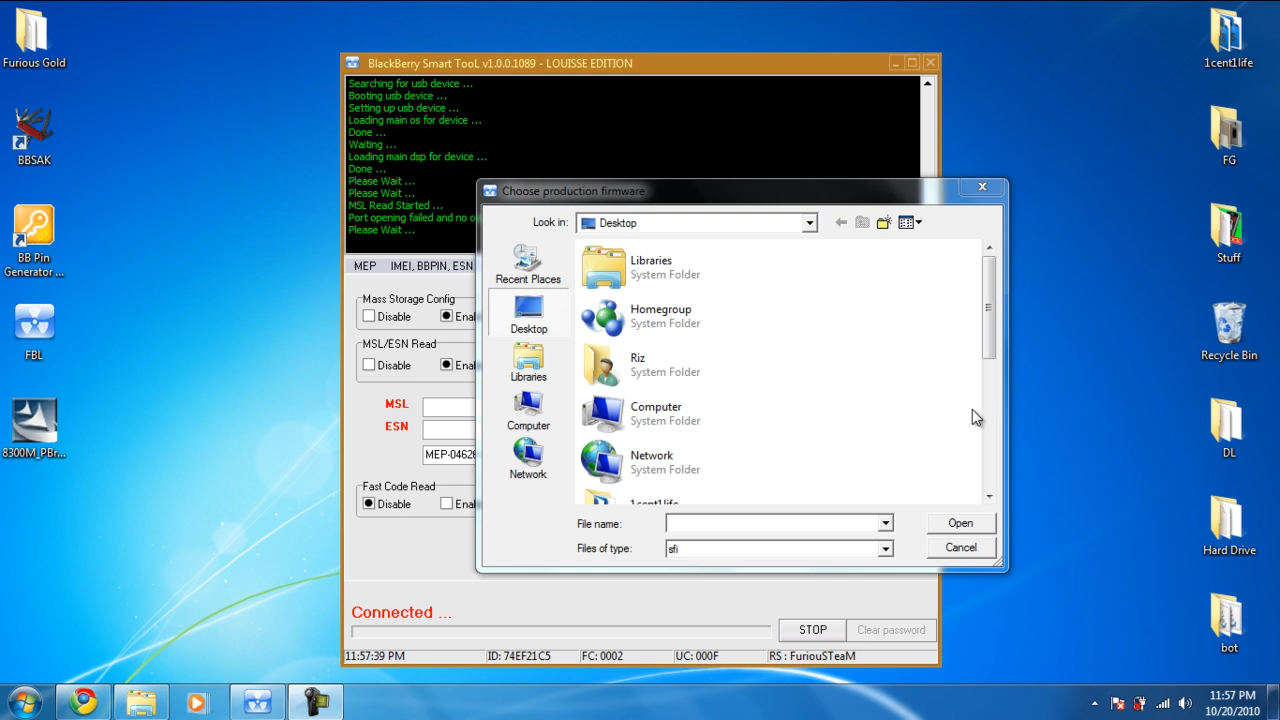 Furious Gold
BBSAK
BB Pin
Generator ...
FBL
8300M_PBr...
BlackBerry Smart TooL v1.0.0.1089 - LOUISSE EDITION
Searching for usb device ...
Booting usb device ...
Setting up usb device ...
Loading main os for device ...
Done ...
Waiting ...
Loading main dsp for device ...
Done ...
Please Wait ...
Please Wait ...
MSL Read Started ...
Port opening failed and no
Please Wait ...
MEP IMEI, BBPIN, ESN
Mass Storage Config
Disable
MSL/ESN Read
Disable
MSL
ESN
Fast Code Read
Disable
Connected ...
STOP
Clear password
11:57:39 PM
ID: 74EF21C5
FC: 0002
UC: 000F
RS : FuriouSTeaM
Choose production firmware
Look in:
Desktop
Recent Places
Desktop
Libraries
Computer
Network
Libraries
System Folder
Homegroup
System Folder
Riz
System Folder
Computer
System Folder
Network
System Folder
1cent1life
File name:
Open
Files of type:
sfi
Cancel
1cent1life
FG
Stuff
Recycle Bin
DL
Hard Drive
bot
11:57 PM
10/20/2010